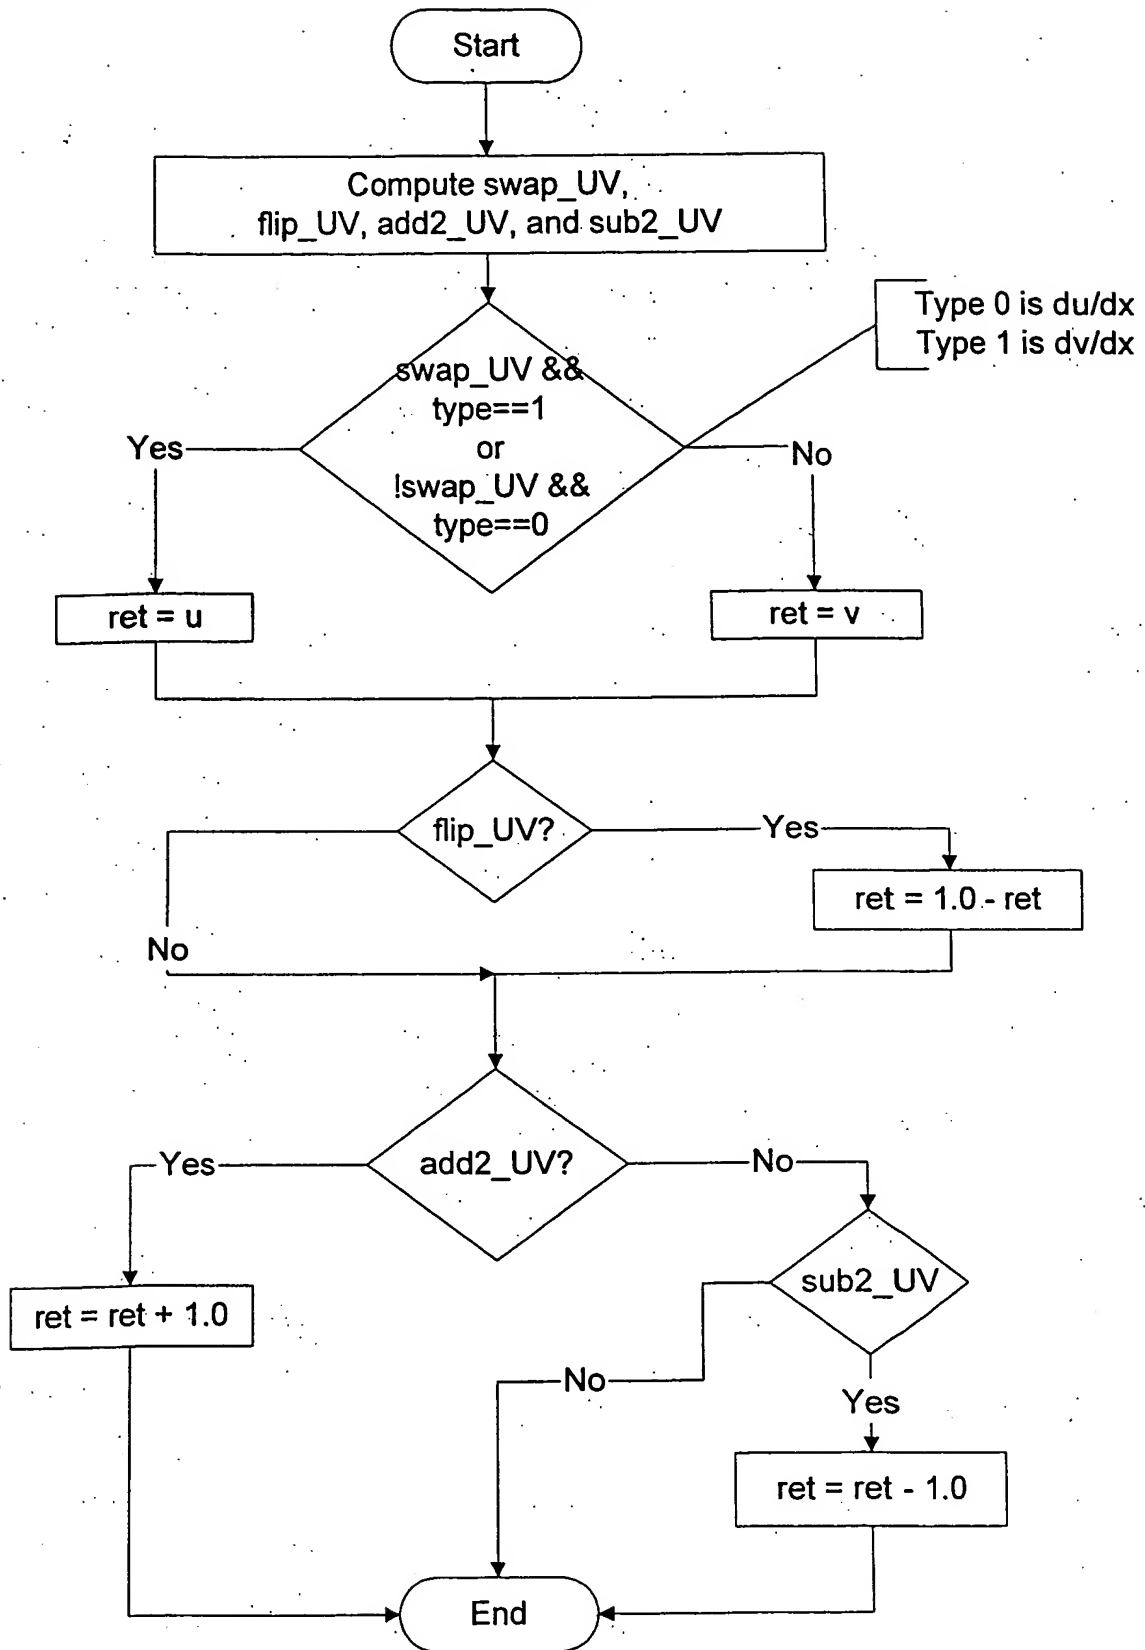 Start
Compute swap_UV,
flip_UV, add2_UV, and sub2_UV
Type 0 is du/dx
Type 1 is dv/dx
swap_UV &&
type==1
or
!swap_UV &&
type==0
Yes
No
ret = u
ret = v
flip_UV?
Yes
ret = 1.0 - ret
No
add2_UV?
Yes
No
sub2_UV
ret = ret + 1.0
No
Yes
ret = ret - 1.0
End